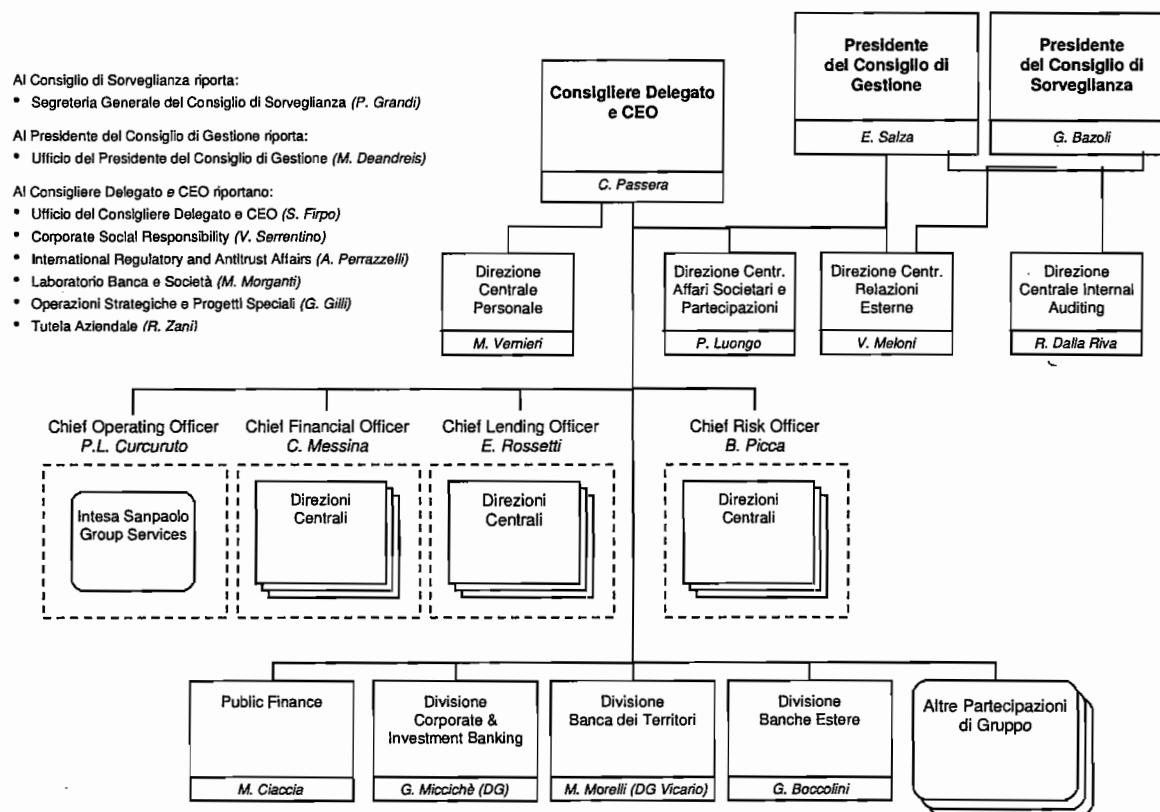 Al Consiglio di Sorveglianza riporta:
• Segreteria Generale del Consiglio di Sorveglianza (P. Grandi)
Al Presidente del Consiglio di Gestione riporta:
• Ufficio del Presidente del Consiglio di Gestione (M. Deandreis)
Al Consigliere Delegato e CEO riportano:
• Ufficio del Consigliere Delegato e CEO (S. Firpo)
• Corporate Social Responsibility (V. Serrentino)
• International Regulatory and Antitrust Affairs (A. Perrazzelli)
• Laboratorio Banca e Società (M. Morganti)
• Operazioni Strategiche e Progetti Speciali (G. Gilli)
• Tutela Aziendale (R. Zani)
Consigliere Delegato
e CEO
C. Passera
Presidente
del Consiglio di
Gestione
E. Salza
Presidente
del Consiglio di
Sorveglianza
G. Bazoli
Direzione
Centrale
Personale
M. Vernieri
Direzione Centr.
Affari Societari e
Partecipazioni
P. Luongo
Direzione Centr.
Relazioni
Esterne
V. Meloni
Direzione
Centrale Internal
Auditing
R. Dalla Riva
Chief Operating Officer
P.L. Curcuruto
Intesa Sanpaolo
Group Services
Chief Financial Officer
C. Messina
Direzioni
Centrali
Chief Lending Officer
E. Rossetti
Direzioni
Centrali
Chief Risk Officer
B. Picca
Direzioni
Centrali
Public Finance
M. Ciaccia
Divisione
Corporate &
Investment Banking
G. Miccichè (DG)
Divisione
Banca dei Territori
M. Morelli (DG Vicario)
Divisione
Banche Estere
G. Boccolini
Altre Partecipazioni
di Gruppo